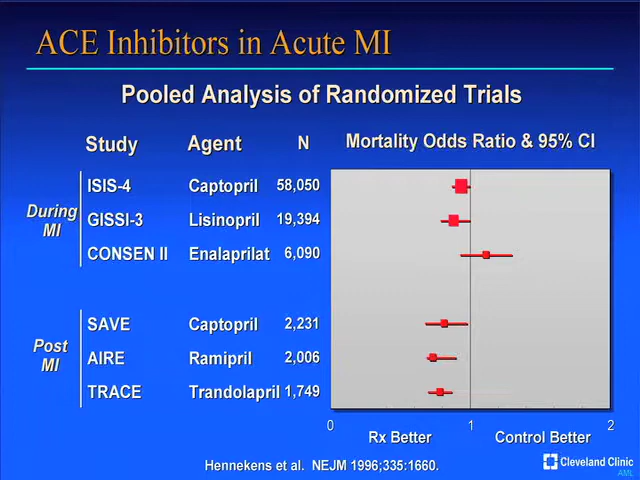 ACE Inhibitors in Acute MI
Pooled Analysis of Randomized Trials
Study Agent N Mortality Odds Ratio & 95% CI
During
MI
ISIS-4 Captopril 58,050
GISSI-3 Lisinopril 19,394
CONSEN II Enalaprilat 6,090
Post
MI
SAVE Captopril 2,231
AIRE Ramipril 2,006
TRACE Trandolapril 1,749
0 1 2
Rx Better Control Better
Hennekens et al. NEJM 1996;335:1660.
Cleveland Clinic
AML